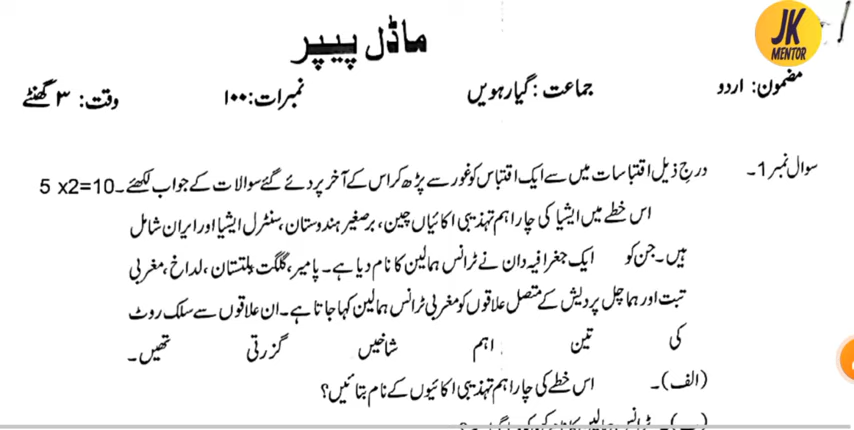 JK
MENTOR
ماڈل پیپر
مضمون: اردو جماعت: گیارہویں نمبرات: ۱۰۰ وقت: ۳ گھنٹے
سوال نمبر 1۔ درج ذیل اقتباسات میں سے ایک اقتباس کو غور سے پڑھ کر اس کے آخر پر دئے گئے سوالات کے جواب لکھئے۔ 5 x2=10
اس خطے میں ایشیا کی چار اہم تہذیبی اکائیاں چین، برصغیر ہندوستان، سنٹرل ایشیا اور ایران شامل
ہیں۔ جن کو ایک جغرافیہ دان نے ٹرانس ہمالین کا نام دیا ہے۔ پامیر، گلگت بلتستان، لداخ، مغربی
تبت اور ہماچل پردیش کے متصل علاقوں کو مغربی ٹرانس ہمالین کہا جاتا ہے۔ ان علاقوں سے سلک روٹ
کی تین اہم شاخیں گزرتی تھیں۔
(الف)۔ اس خطے کی چار اہم تہذیبی اکائیوں کے نام بتائیں؟